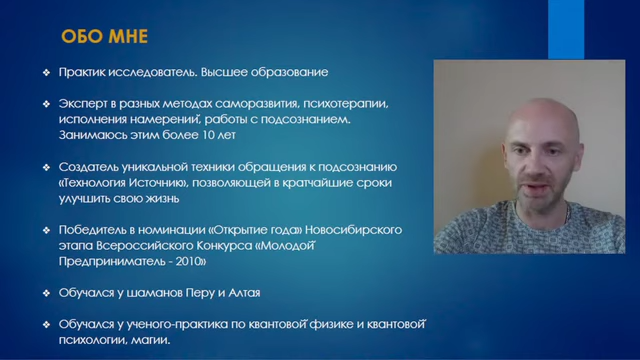 ОБО МНЕ
Практик исследователь. Высшее образование
Эксперт в разных методах саморазвития, психотерапии,
исполнения намерений, работы с подсознанием.
Занимаюсь этим более 10 лет
Создатель уникальной техники обращения к подсознанию
«Технология Источник», позволяющей в кратчайшие сроки
улучшить свою жизнь
Победитель в номинации «Открытие года» Новосибирского
этапа Всероссийского Конкурса «Молодой
Предприниматель - 2010»
Обучался у шаманов Перу и Алтая
Обучался у ученого-практика по квантовой физике и квантовой
психологии, магии.